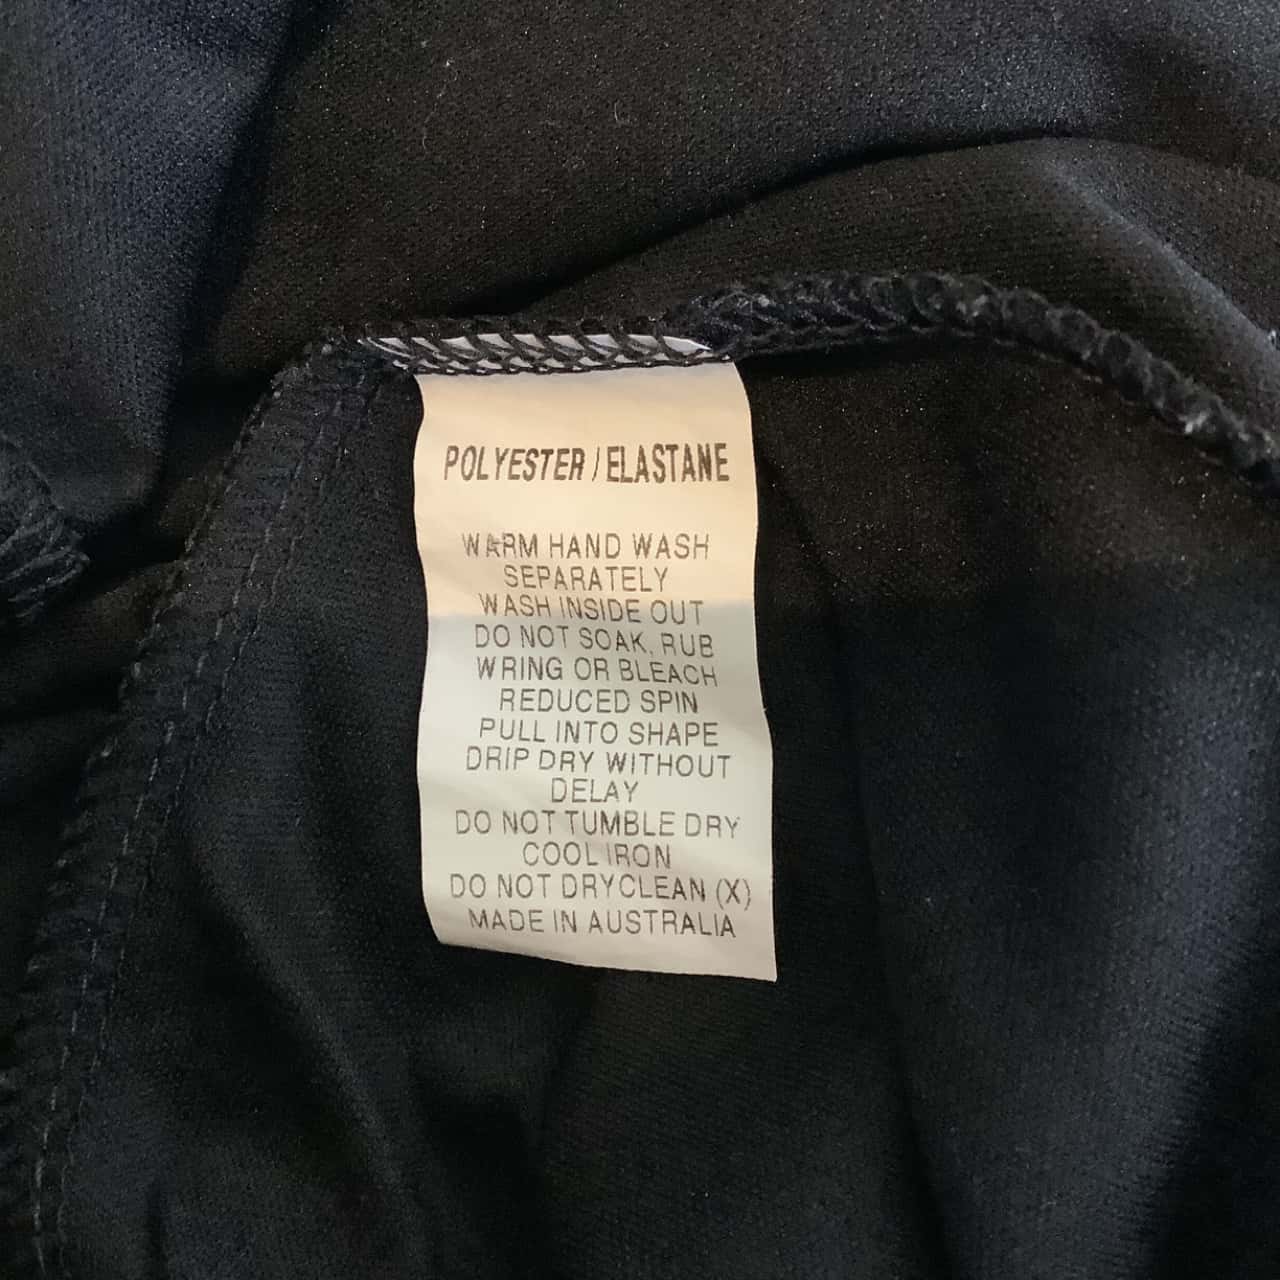 POLYESTER / ELASTANE
WARM HAND WASH
SEPARATELY
WASH INSIDE OUT
DO NOT SOAK, RUB
WRING OR BLEACH
REDUCED SPIN
PULL INTO SHAPE
DRIP DRY WITHOUT
DELAY
DO NOT TUMBLE DRY
COOL IRON
DO NOT DRYCLEAN (X)
MADE IN AUSTRALIA